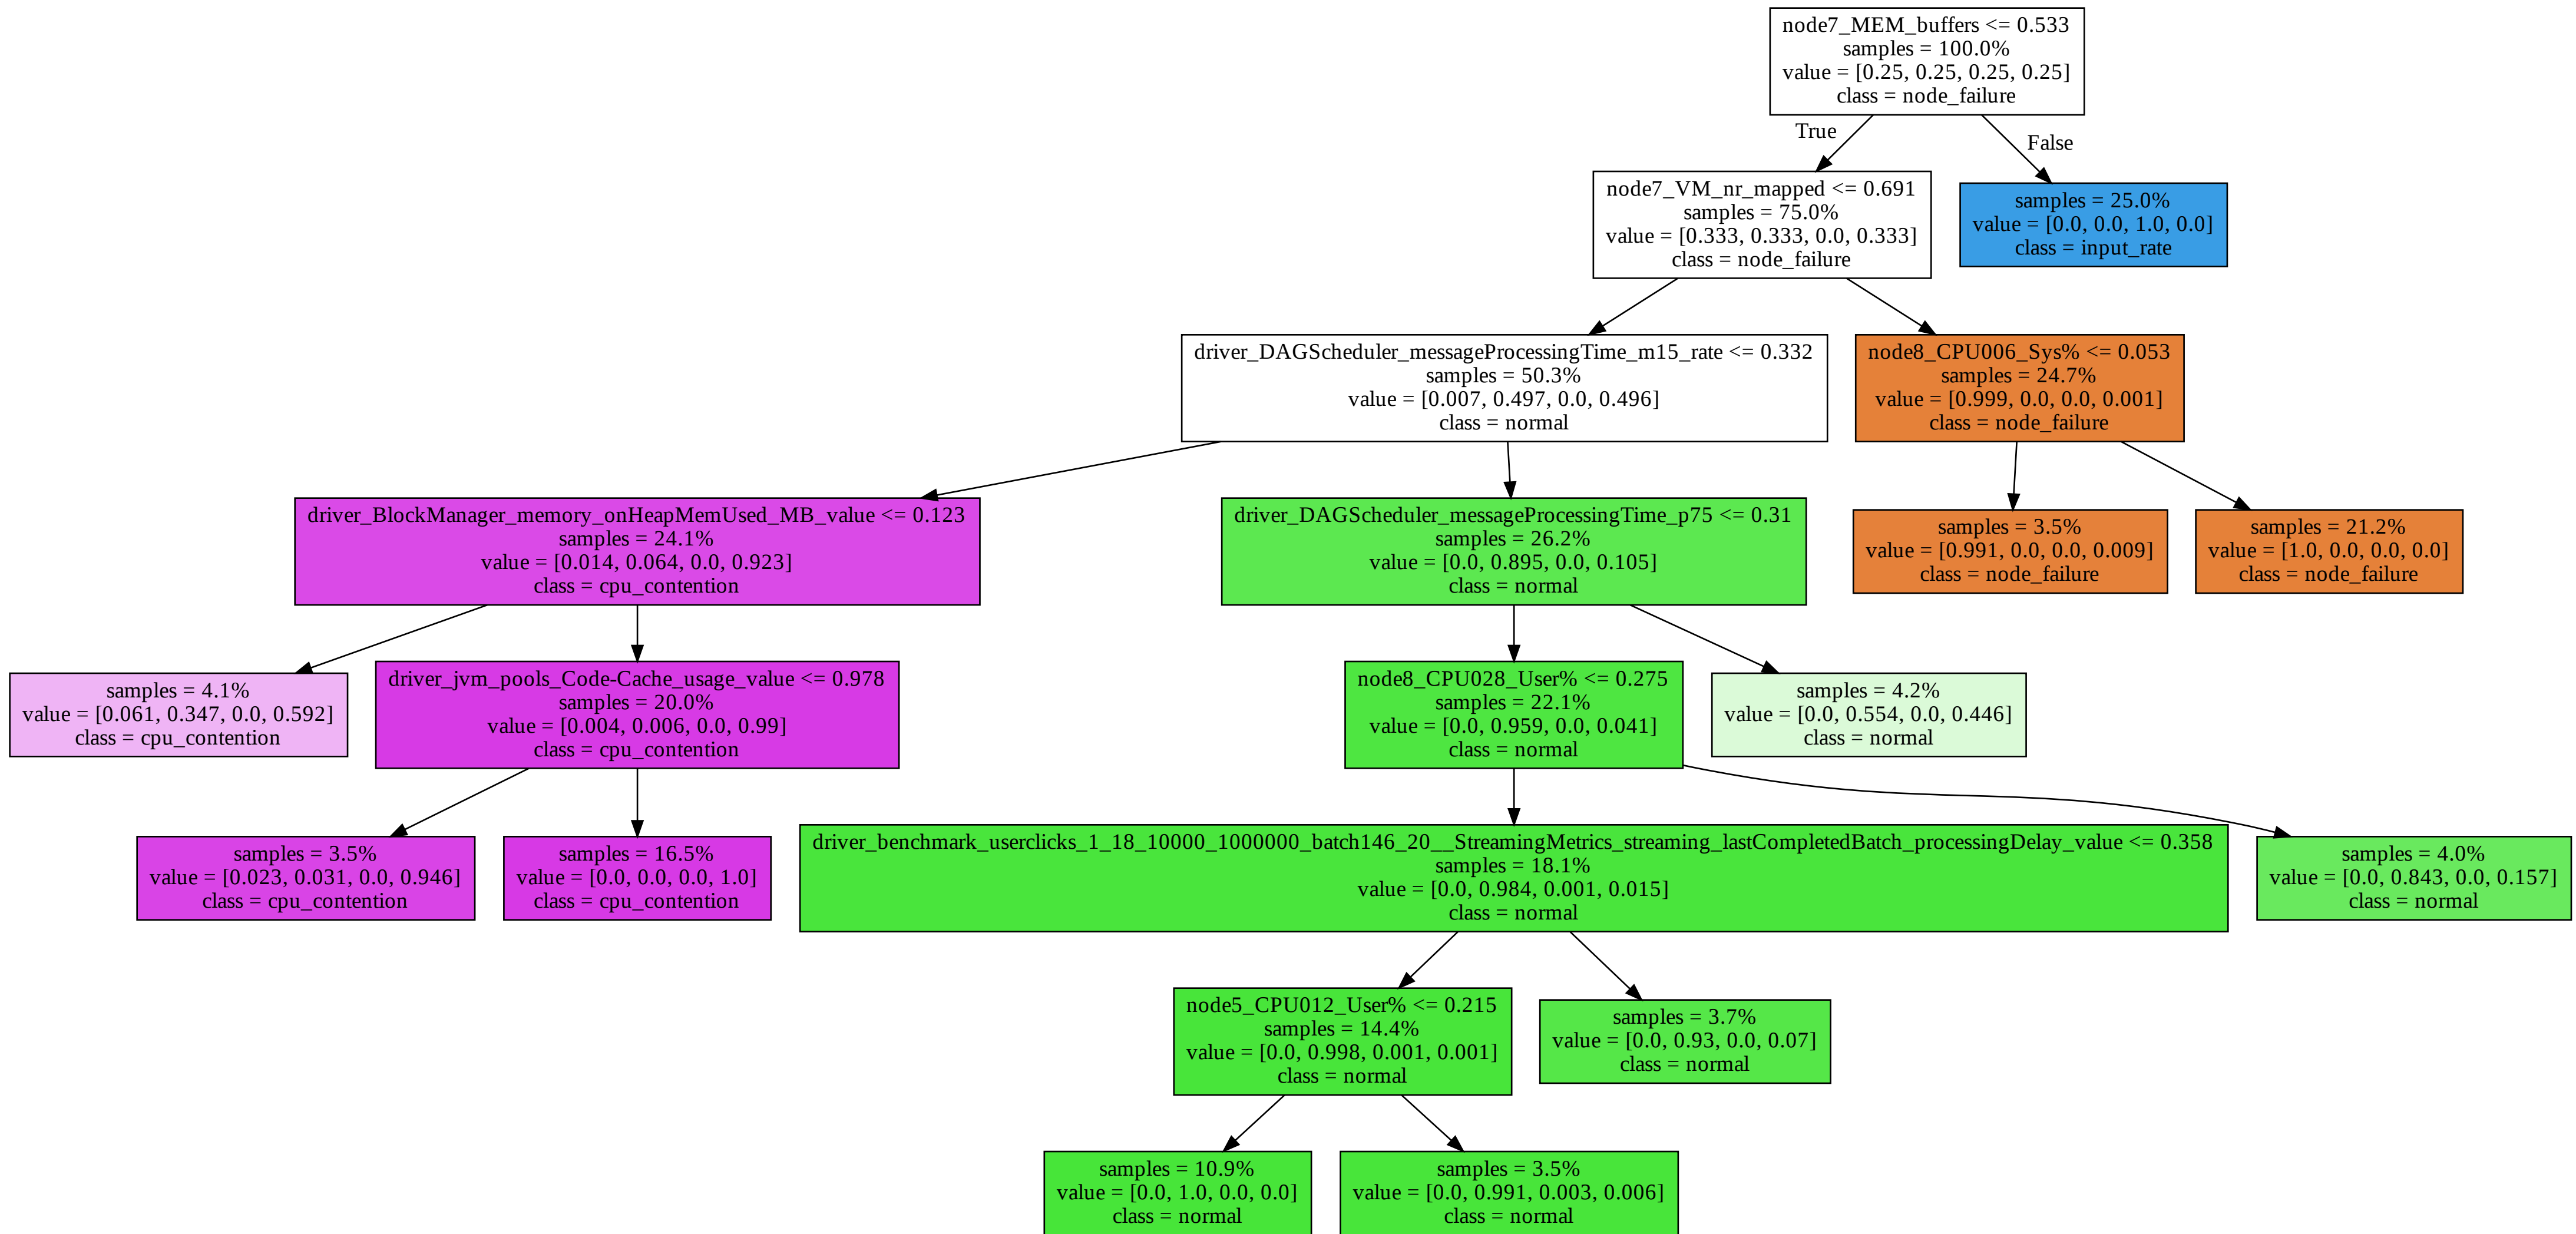 node7_MEM_buffers <= 0.533
samples = 100.0%
value = [0.25, 0.25, 0.25, 0.25]
class = node_failure
True
False
node7_VM_nr_mapped <= 0.691
samples = 75.0%
value = [0.333, 0.333, 0.0, 0.333]
class = node_failure
samples = 25.0%
value = [0.0, 0.0, 1.0, 0.0]
class = input_rate
driver_DAGScheduler_messageProcessingTime_m15_rate <= 0.332
samples = 50.3%
value = [0.007, 0.497, 0.0, 0.496]
class = normal
node8_CPU006_Sys% <= 0.053
samples = 24.7%
value = [0.999, 0.0, 0.0, 0.001]
class = node_failure
driver_BlockManager_memory_onHeapMemUsed_MB_value <= 0.123
samples = 24.1%
value = [0.014, 0.064, 0.0, 0.923]
class = cpu_contention
driver_DAGScheduler_messageProcessingTime_p75 <= 0.31
samples = 26.2%
value = [0.0, 0.895, 0.0, 0.105]
class = normal
samples = 3.5%
value = [0.991, 0.0, 0.0, 0.009]
class = node_failure
samples = 21.2%
value = [1.0, 0.0, 0.0, 0.0]
class = node_failure
samples = 4.1%
value = [0.061, 0.347, 0.0, 0.592]
class = cpu_contention
driver_jvm_pools_Code-Cache_usage_value <= 0.978
samples = 20.0%
value = [0.004, 0.006, 0.0, 0.99]
class = cpu_contention
node8_CPU028_User% <= 0.275
samples = 22.1%
value = [0.0, 0.959, 0.0, 0.041]
class = normal
samples = 4.2%
value = [0.0, 0.554, 0.0, 0.446]
class = normal
samples = 3.5%
value = [0.023, 0.031, 0.0, 0.946]
class = cpu_contention
samples = 16.5%
value = [0.0, 0.0, 0.0, 1.0]
class = cpu_contention
driver_benchmark_userclicks_1_18_10000_1000000_batch146_20__StreamingMetrics_streaming_lastCompletedBatch_processingDelay_value <= 0.358
samples = 18.1%
value = [0.0, 0.984, 0.001, 0.015]
class = normal
samples = 4.0%
value = [0.0, 0.843, 0.0, 0.157]
class = normal
node5_CPU012_User% <= 0.215
samples = 14.4%
value = [0.0, 0.998, 0.001, 0.001]
class = normal
samples = 3.7%
value = [0.0, 0.93, 0.0, 0.07]
class = normal
samples = 10.9%
value = [0.0, 1.0, 0.0, 0.0]
class = normal
samples = 3.5%
value = [0.0, 0.991, 0.003, 0.006]
class = normal